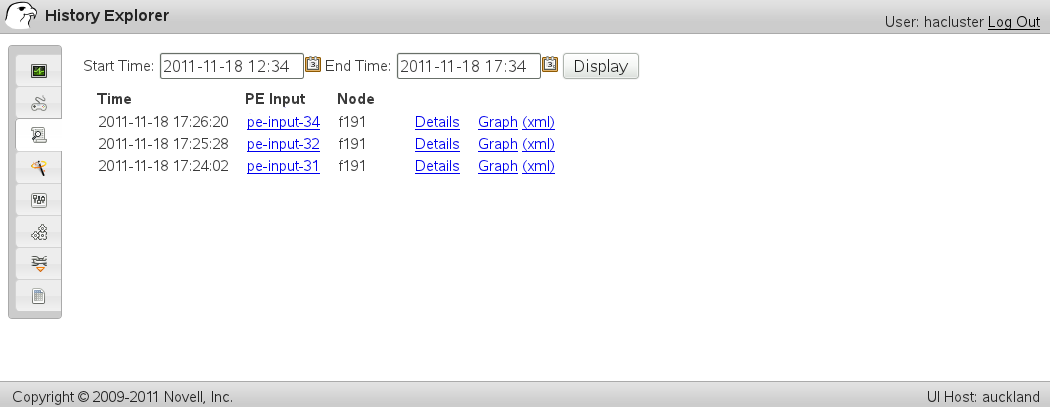 History Explorer
User: hacluster Log Out
Start Time: 2011-11-18 12:34 End Time: 2011-11-18 17:34 Display
Time PE Input Node
2011-11-18 17:26:20 pe-input-34 f191 Details Graph (xml)
2011-11-18 17:25:28 pe-input-32 f191 Details Graph (xml)
2011-11-18 17:24:02 pe-input-31 f191 Details Graph (xml)
Copyright © 2009-2011 Novell, Inc.
UI Host: auckland